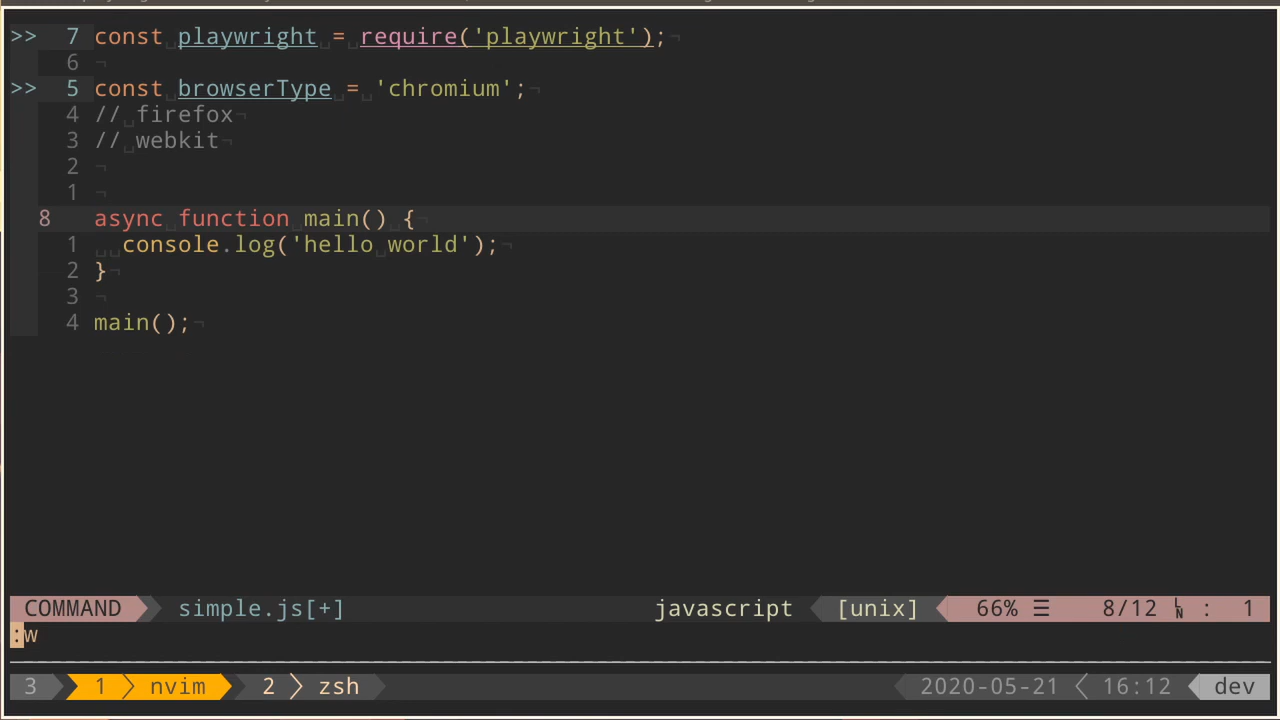 >> 7 const playwright = require('playwright');
6
>> 5 const browserType = 'chromium';
4 // firefox
3 // webkit
2
1
8 async function main() {
1 console.log('hello world');
2 }
3
4 main();
COMMAND simple.js[+] javascript [unix] 66% ☰ 8/12 ␤ : 1
:w
3 1 nvim 2 zsh 2020-05-21 16:12 dev